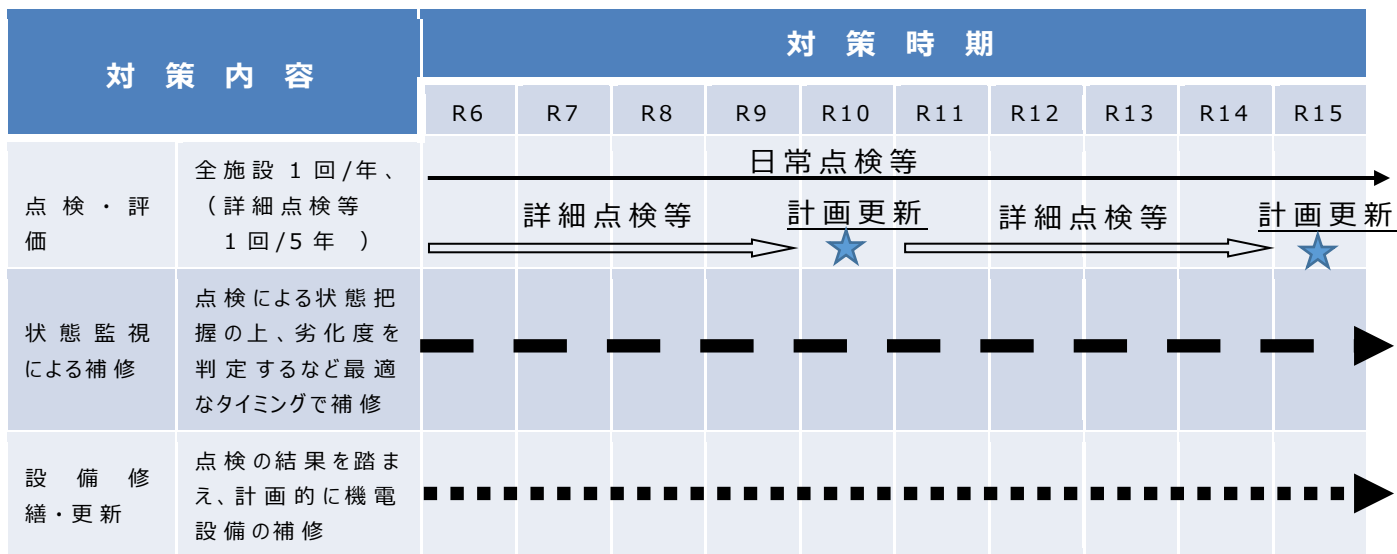 対策内容
対策時期
R6 R7 R8 R9 R10 R11 R12 R13 R14 R15
点検・評
価
全施設1回/年、
（詳細点検等
1回/5年 ）
日常点検等
詳細点検等 計画更新 詳細点検等 計画更新
状態監視
による補修
点検による状態把
握の上、劣化度を
判定するなど最適
なタイミングで補修
設備修
繕・更新
点検の結果を踏ま
え、計画的に機電
設備の補修